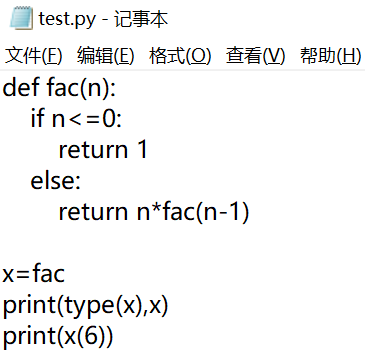 test.py - 记事本
文件(F) 编辑(E) 格式(O) 查看(V) 帮助(H)
def fac(n):
    if n<=0:
        return 1
    else:
        return n*fac(n-1)

x=fac
print(type(x),x)
print(x(6))